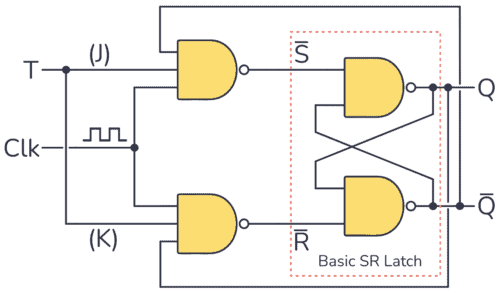 (J)
T
S̅
Q
Clk
Q̅
(K)
R̅
Basic SR Latch